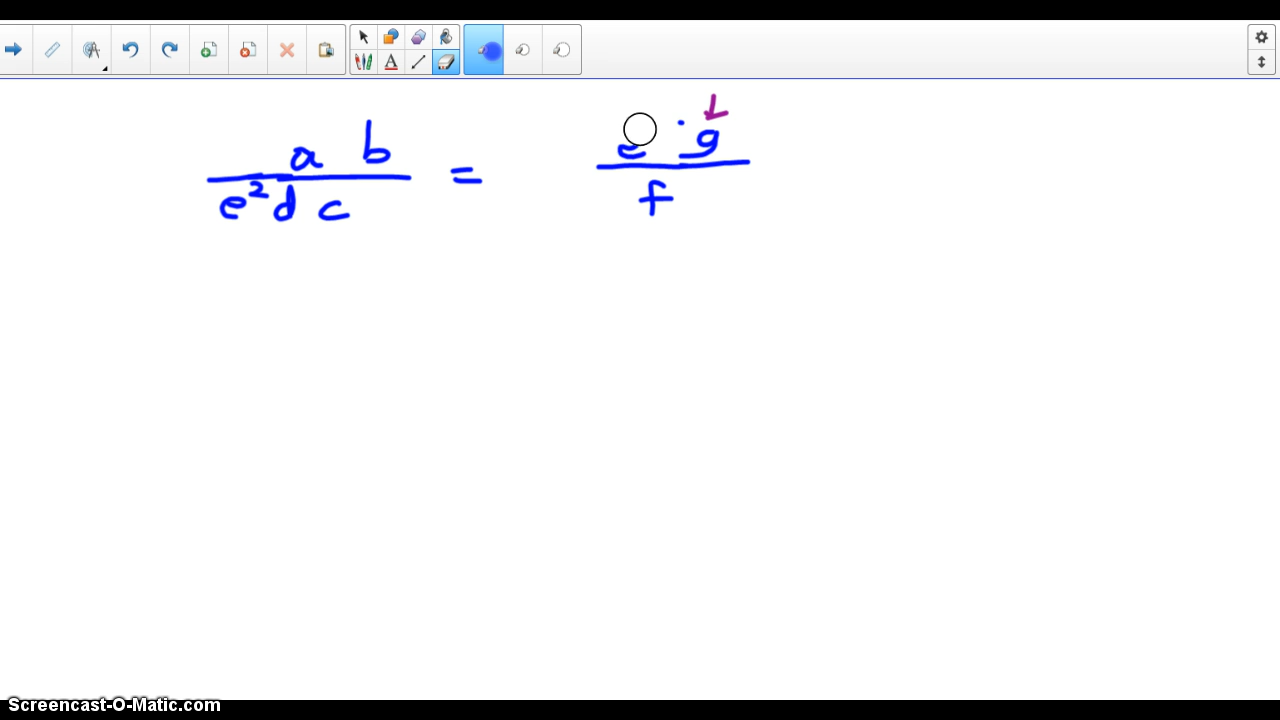 a b / e²d c = e · g / f
Screencast-O-Matic.com